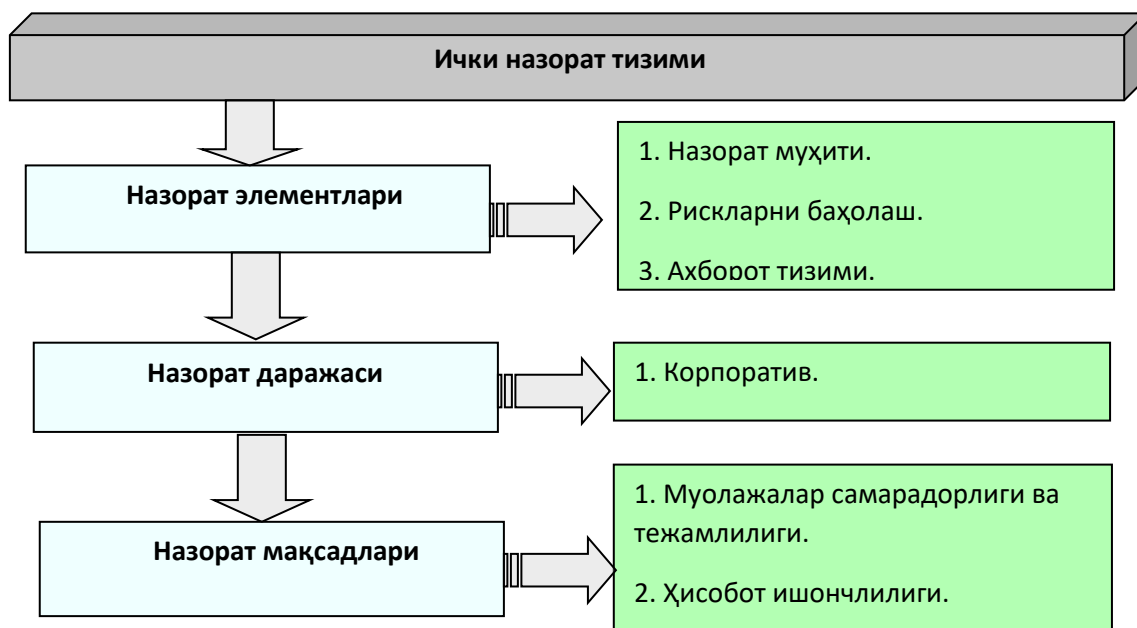 Ички назорат тизими
Назорат элементлари
1. Назорат муҳити.
2. Рискларни баҳолаш.
3. Ахборот тизими.
Назорат даражаси
1. Корпоратив.
Назорат мақсадлари
1. Муолажалар самарадорлиги ва
тежамлилиги.
2. Ҳисобот ишончлилиги.